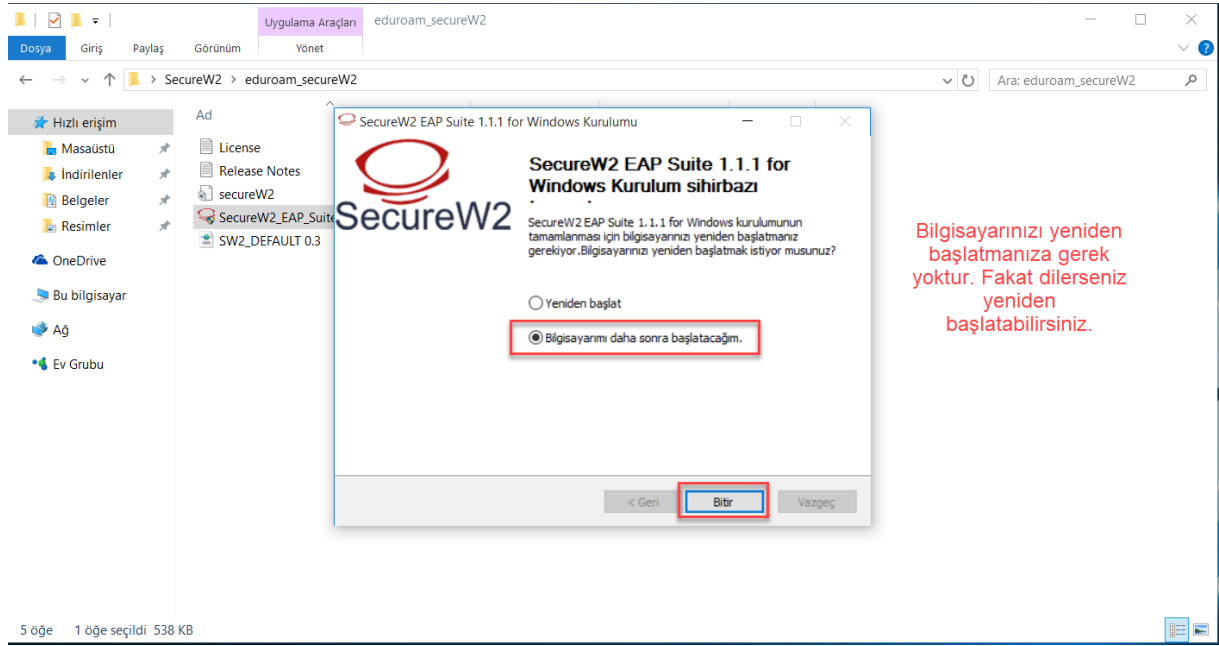 Uygulama Araçları
eduroam_secureW2
Dosya
Giriş
Paylaş
Görünüm
Yönet
SecureW2 > eduroam_secureW2
Ara: eduroam_secureW2
Hızlı erişim
Masaüstü
İndirilenler
Belgeler
Resimler
OneDrive
Bu bilgisayar
Ağ
Ev Grubu
Ad
License
Release Notes
secureW2
SecureW2_EAP_Suite
SW2_DEFAULT 0.3
SecureW2 EAP Suite 1.1.1 for Windows Kurulumu
SecureW2
SecureW2 EAP Suite 1.1.1 for
Windows Kurulum sihirbazı
SecureW2 EAP Suite 1.1.1 for Windows kurulumunun
tamamlanması için bilgisayarınızı yeniden başlatmanız
gerekiyor.Bilgisayarınızı yeniden başlatmak istiyor musunuz?
Yeniden başlat
Bilgisayarımı daha sonra başlatacağım.
< Geri
Bitir
Vazgeç
Bilgisayarınızı yeniden
başlatmanıza gerek
yoktur. Fakat dilerseniz
yeniden
başlatabilirsiniz.
5 öğe
1 öğe seçildi 538 KB